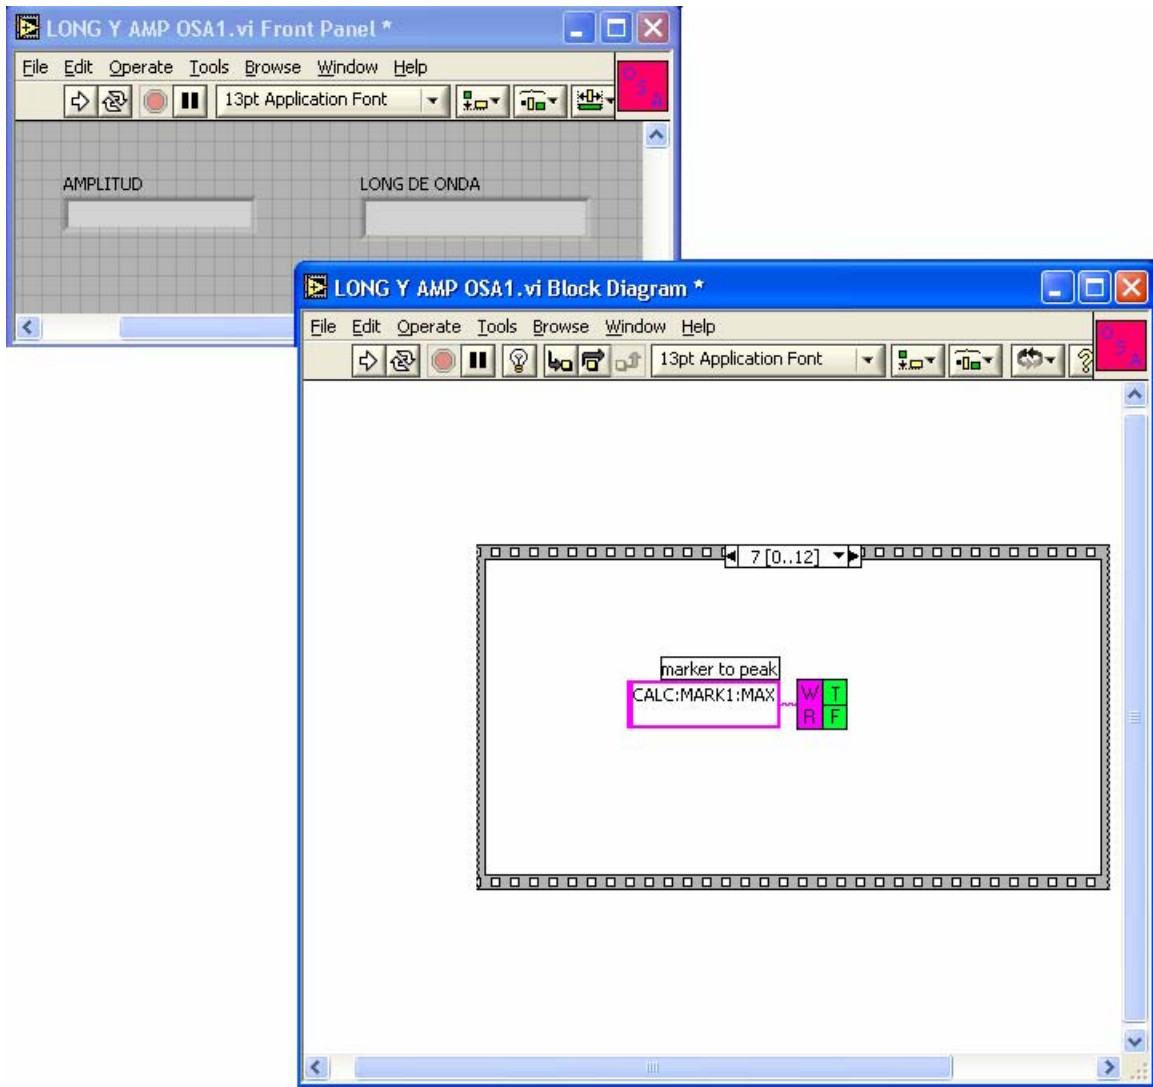 LONG Y AMP OSA1.vi Front Panel *
File Edit Operate Tools Browse Window Help
13pt Application Font
OSA
AMPLITUD LONG DE ONDA
LONG Y AMP OSA1.vi Block Diagram *
File Edit Operate Tools Browse Window Help
13pt Application Font ?
OSA
7 [0..12]
marker to peak
CALC:MARK1:MAX W T
R F